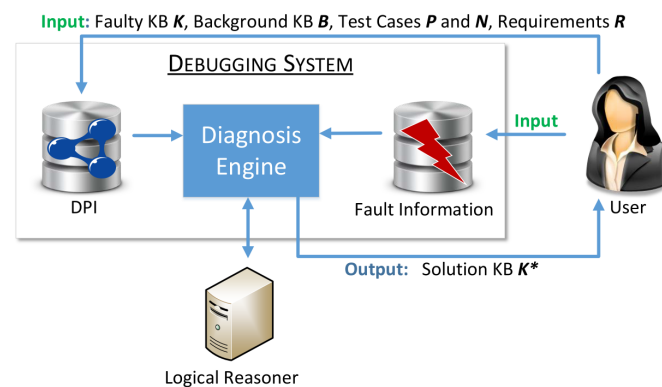 Input: Faulty KB K, Background KB B, Test Cases P and N, Requirements R
DEBUGGING SYSTEM
Input
Diagnosis
Engine
DPI
Fault Information
User
Output: Solution KB K*
Logical Reasoner